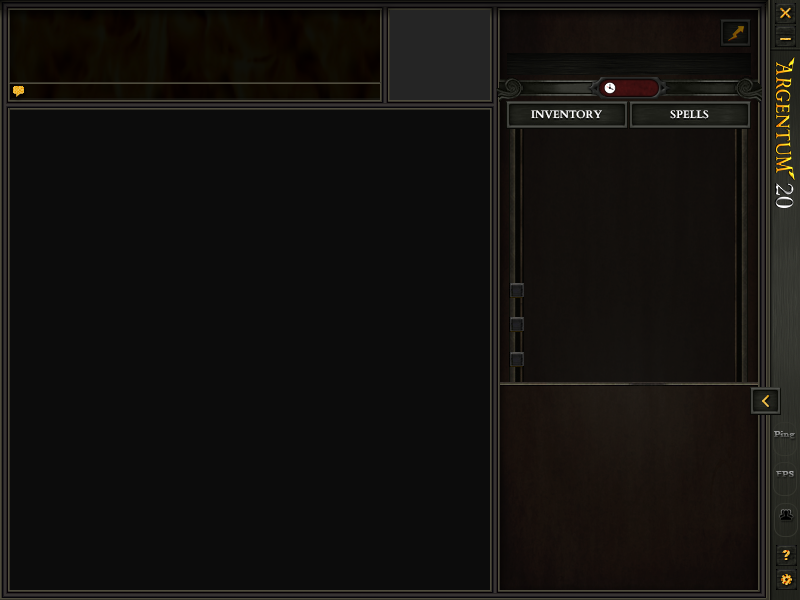 INVENTORY
SPELLS
ARGENTUM 20
Ping
FPS
?